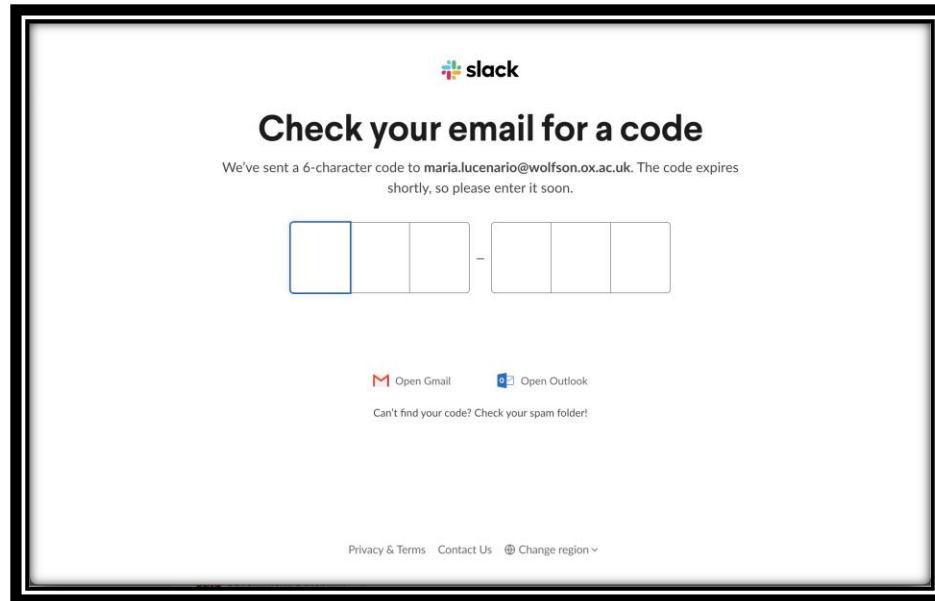 slack
Check your email for a code
We've sent a 6-character code to maria.lucenario@wolfson.ox.ac.uk. The code expires
shortly, so please enter it soon.
–
Open Gmail Open Outlook
Can't find your code? Check your spam folder!
Privacy & Terms Contact Us Change region